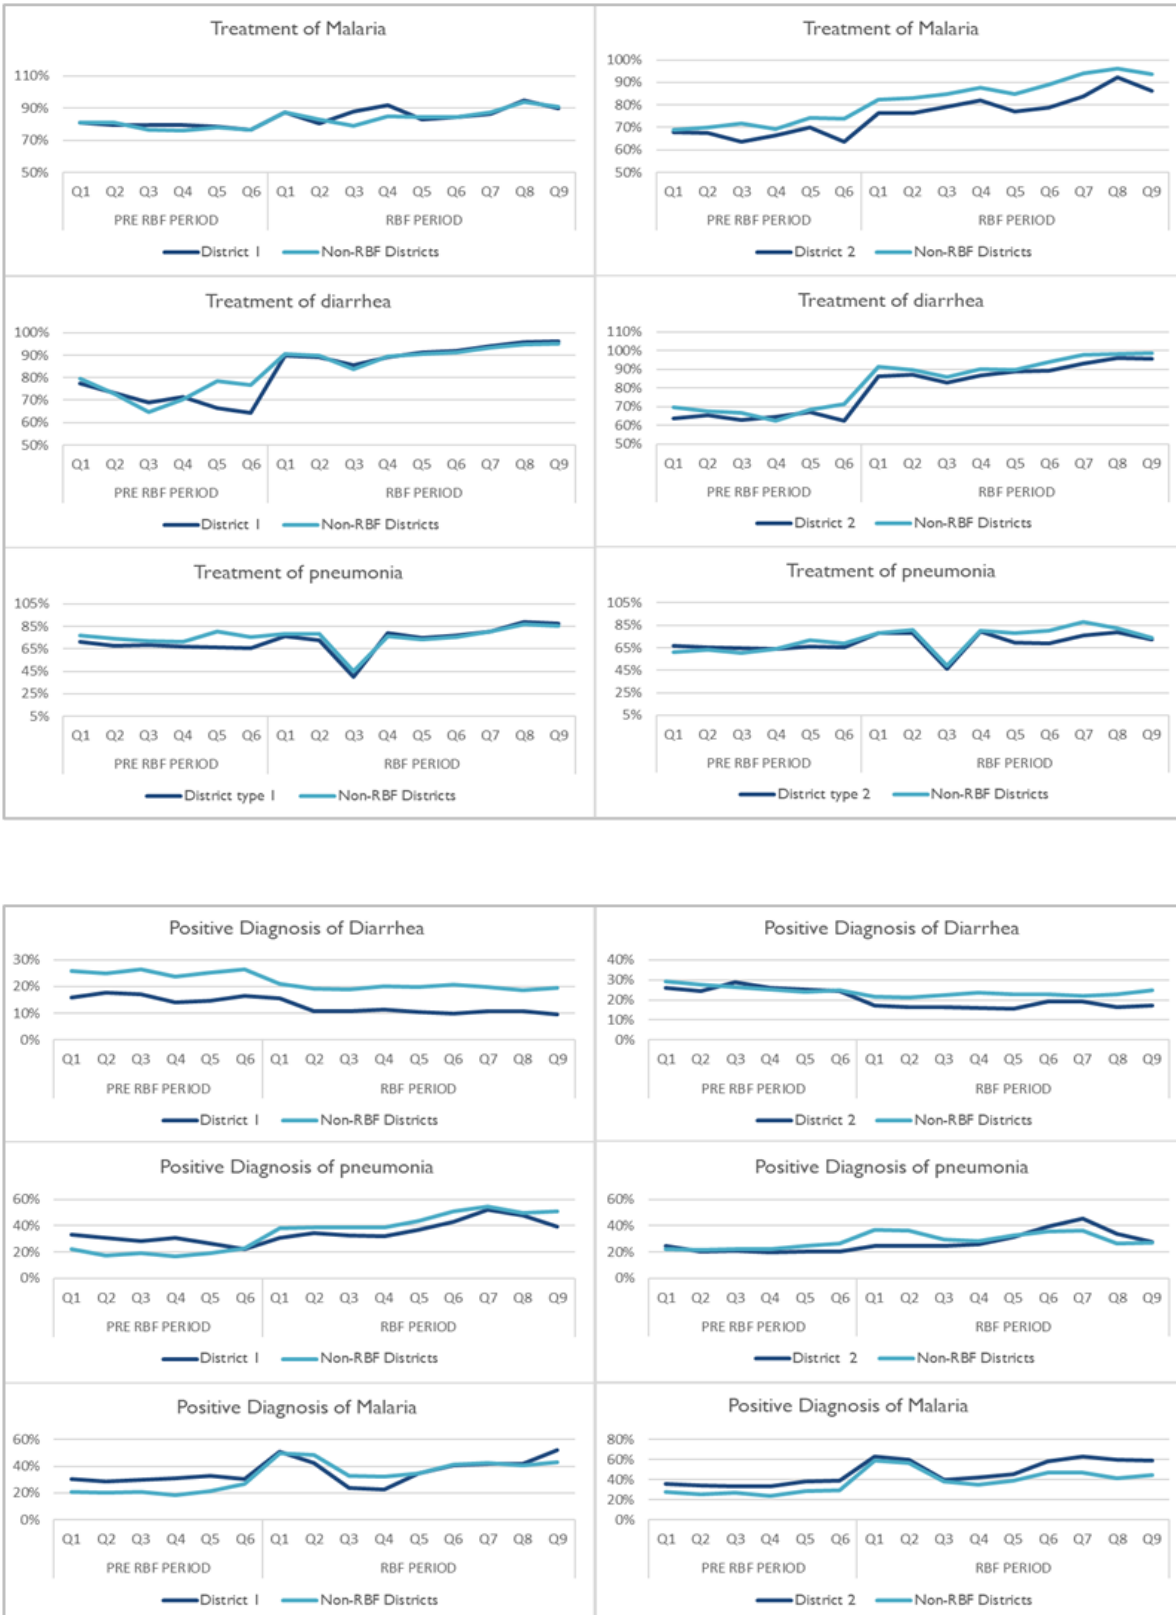 Treatment of Malaria
110%
90%
70%
50%
Q1 Q2 Q3 Q4 Q5 Q6 Q1 Q2 Q3 Q4 Q5 Q6 Q7 Q8 Q9
PRE RBF PERIOD RBF PERIOD
District 1 Non-RBF Districts
Treatment of Malaria
100%
90%
80%
70%
60%
50%
Q1 Q2 Q3 Q4 Q5 Q6 Q1 Q2 Q3 Q4 Q5 Q6 Q7 Q8 Q9
PRE RBF PERIOD RBF PERIOD
District 2 Non-RBF Districts
Treatment of diarrhea
100%
90%
80%
70%
60%
50%
Q1 Q2 Q3 Q4 Q5 Q6 Q1 Q2 Q3 Q4 Q5 Q6 Q7 Q8 Q9
PRE RBF PERIOD RBF PERIOD
District 1 Non-RBF Districts
Treatment of diarrhea
110%
100%
90%
80%
70%
60%
50%
Q1 Q2 Q3 Q4 Q5 Q6 Q1 Q2 Q3 Q4 Q5 Q6 Q7 Q8 Q9
PRE RBF PERIOD RBF PERIOD
District 2 Non-RBF Districts
Treatment of pneumonia
105%
85%
65%
45%
25%
5%
Q1 Q2 Q3 Q4 Q5 Q6 Q1 Q2 Q3 Q4 Q5 Q6 Q7 Q8 Q9
PRE RBF PERIOD RBF PERIOD
District type 1 Non-RBF Districts
Treatment of pneumonia
105%
85%
65%
45%
25%
5%
Q1 Q2 Q3 Q4 Q5 Q6 Q1 Q2 Q3 Q4 Q5 Q6 Q7 Q8 Q9
PRE RBF PERIOD RBF PERIOD
District type 2 Non-RBF Districts
Positive Diagnosis of Diarrhea
30%
20%
10%
0%
Q1 Q2 Q3 Q4 Q5 Q6 Q1 Q2 Q3 Q4 Q5 Q6 Q7 Q8 Q9
PRE RBF PERIOD RBF PERIOD
District 1 Non-RBF Districts
Positive Diagnosis of Diarrhea
40%
30%
20%
10%
0%
Q1 Q2 Q3 Q4 Q5 Q6 Q1 Q2 Q3 Q4 Q5 Q6 Q7 Q8 Q9
PRE RBF PERIOD RBF PERIOD
District 2 Non-RBF Districts
Positive Diagnosis of pneumonia
60%
40%
20%
0%
Q1 Q2 Q3 Q4 Q5 Q6 Q1 Q2 Q3 Q4 Q5 Q6 Q7 Q8 Q9
PRE RBF PERIOD RBF PERIOD
District 1 Non-RBF Districts
Positive Diagnosis of pneumonia
60%
40%
20%
0%
Q1 Q2 Q3 Q4 Q5 Q6 Q1 Q2 Q3 Q4 Q5 Q6 Q7 Q8 Q9
PRE RBF PERIOD RBF PERIOD
District 2 Non-RBF Districts
Positive Diagnosis of Malaria
60%
40%
20%
0%
Q1 Q2 Q3 Q4 Q5 Q6 Q1 Q2 Q3 Q4 Q5 Q6 Q7 Q8 Q9
PRE RBF PERIOD RBF PERIOD
District 1 Non-RBF Districts
Positive Diagnosis of Malaria
80%
60%
40%
20%
0%
Q1 Q2 Q3 Q4 Q5 Q6 Q1 Q2 Q3 Q4 Q5 Q6 Q7 Q8 Q9
PRE RBF PERIOD RBF PERIOD
District 2 Non-RBF Districts